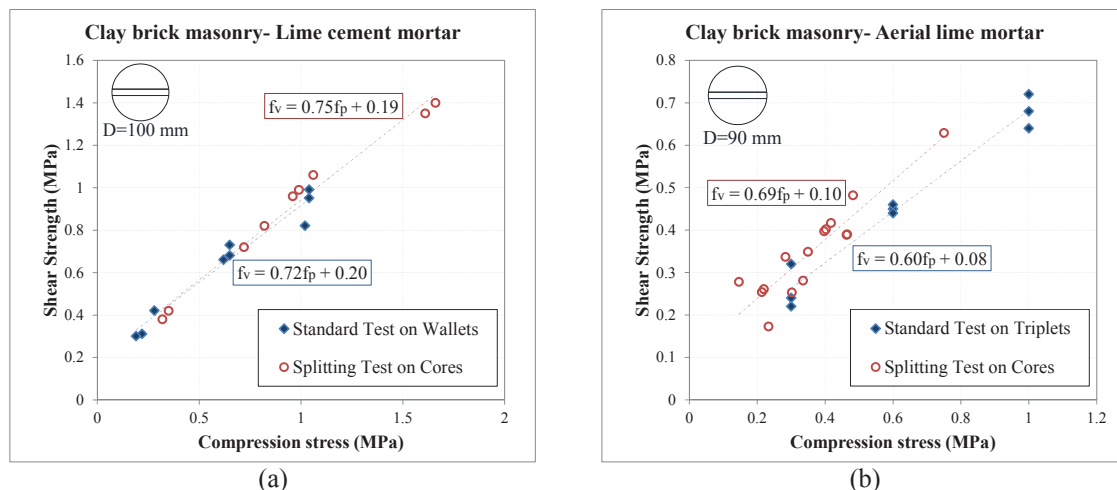 Clay brick masonry- Lime cement mortar
1.6
1.4
1.2
1
0.8
0.6
0.4
0.2
0
Shear Strength (MPa)
D=100 mm
fv = 0.75fp + 0.19
fv = 0.72fp + 0.20
Standard Test on Wallets
Splitting Test on Cores
0 0.5 1 1.5 2
Compression stress (MPa)
(a)
Clay brick masonry- Aerial lime mortar
0.8
0.7
0.6
0.5
0.4
0.3
0.2
0.1
0
Shear Strength (MPa)
D=90 mm
fv = 0.69fp + 0.10
fv = 0.60fp + 0.08
Standard Test on Triplets
Splitting Test on Cores
0 0.2 0.4 0.6 0.8 1 1.2
Compression stress (MPa)
(b)